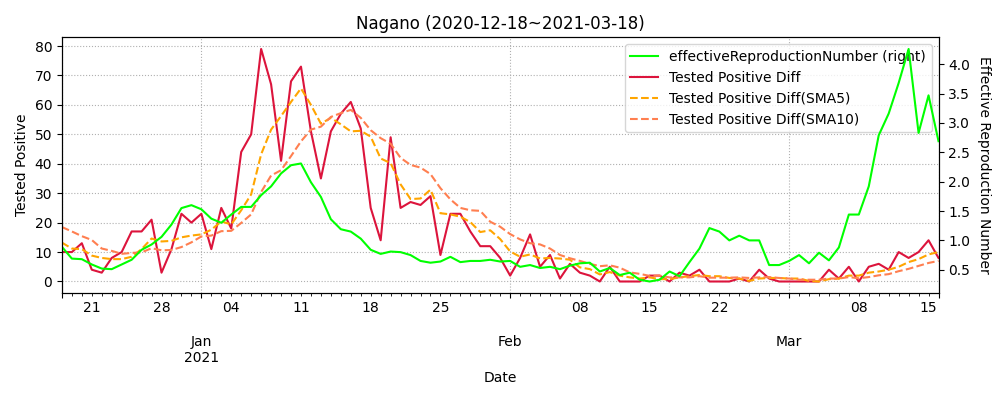 Nagano (2020-12-18~2021-03-18)
effectiveReproductionNumber (right)
Tested Positive Diff
Tested Positive Diff(SMA5)
Tested Positive Diff(SMA10)
Tested Positive
80
70
60
50
40
30
20
10
0
Effective Reproduction Number
4.0
3.5
3.0
2.5
2.0
1.5
1.0
0.5
21 28 04 11 18 25 08 15 22 08 15
Jan Feb Mar
2021
Date